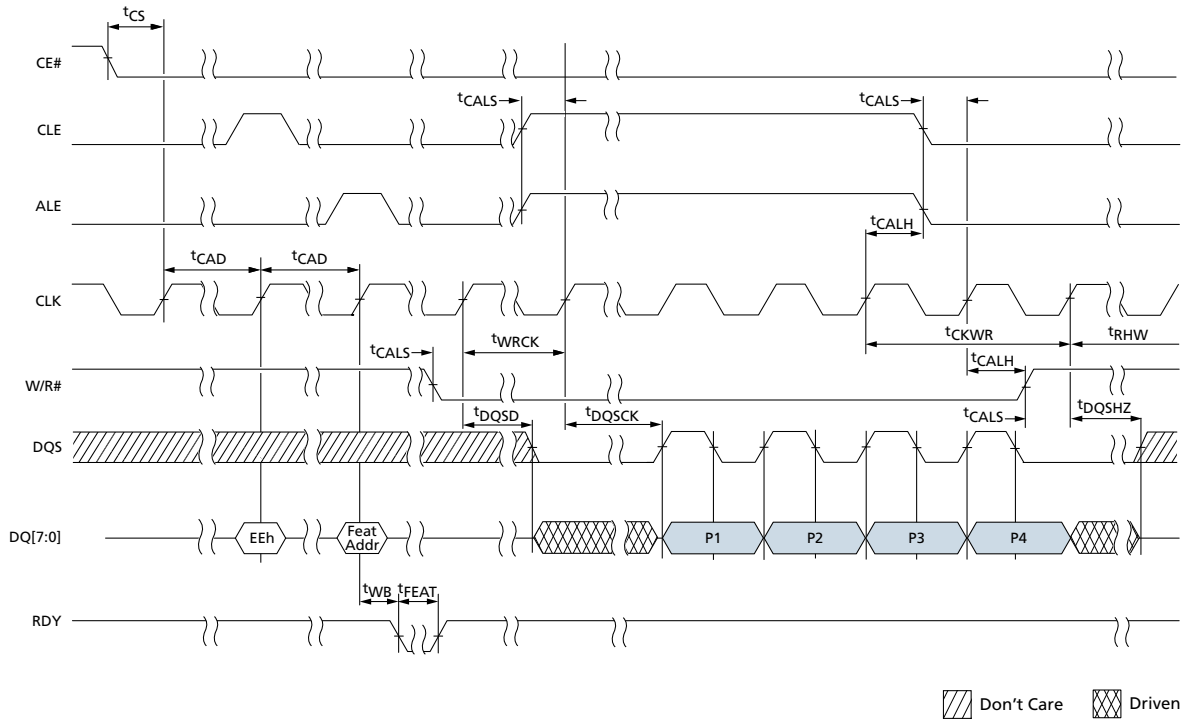 tCS
CE#
tCALS
tCALS
CLE
ALE
tCALH
tCAD
tCAD
CLK
tWRCK
tCKWR
tRHW
tCALS
tCALH
W/R#
tDQSD
tDQSCK
tCALS
tDQSHZ
DQS
DQ[7:0]
EEh
Feat
Addr
P1
P2
P3
P4
tWB
tFEAT
RDY
Don't Care
Driven